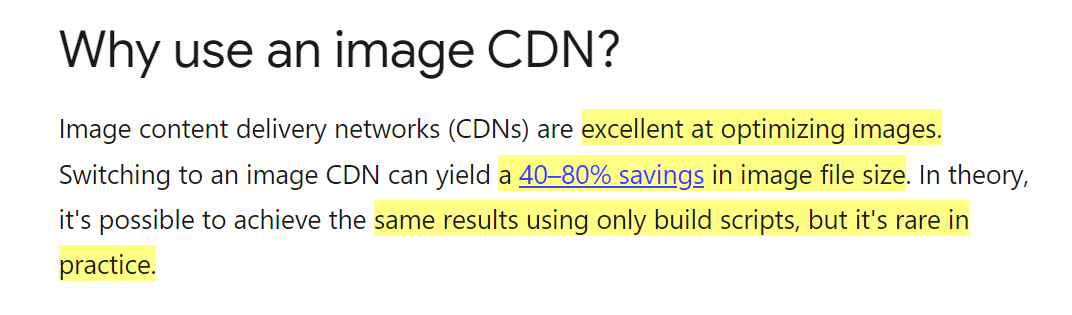 Why use an image CDN?
Image content delivery networks (CDNs) are excellent at optimizing images.
Switching to an image CDN can yield a 40–80% savings in image file size. In theory,
it's possible to achieve the same results using only build scripts, but it's rare in
practice.